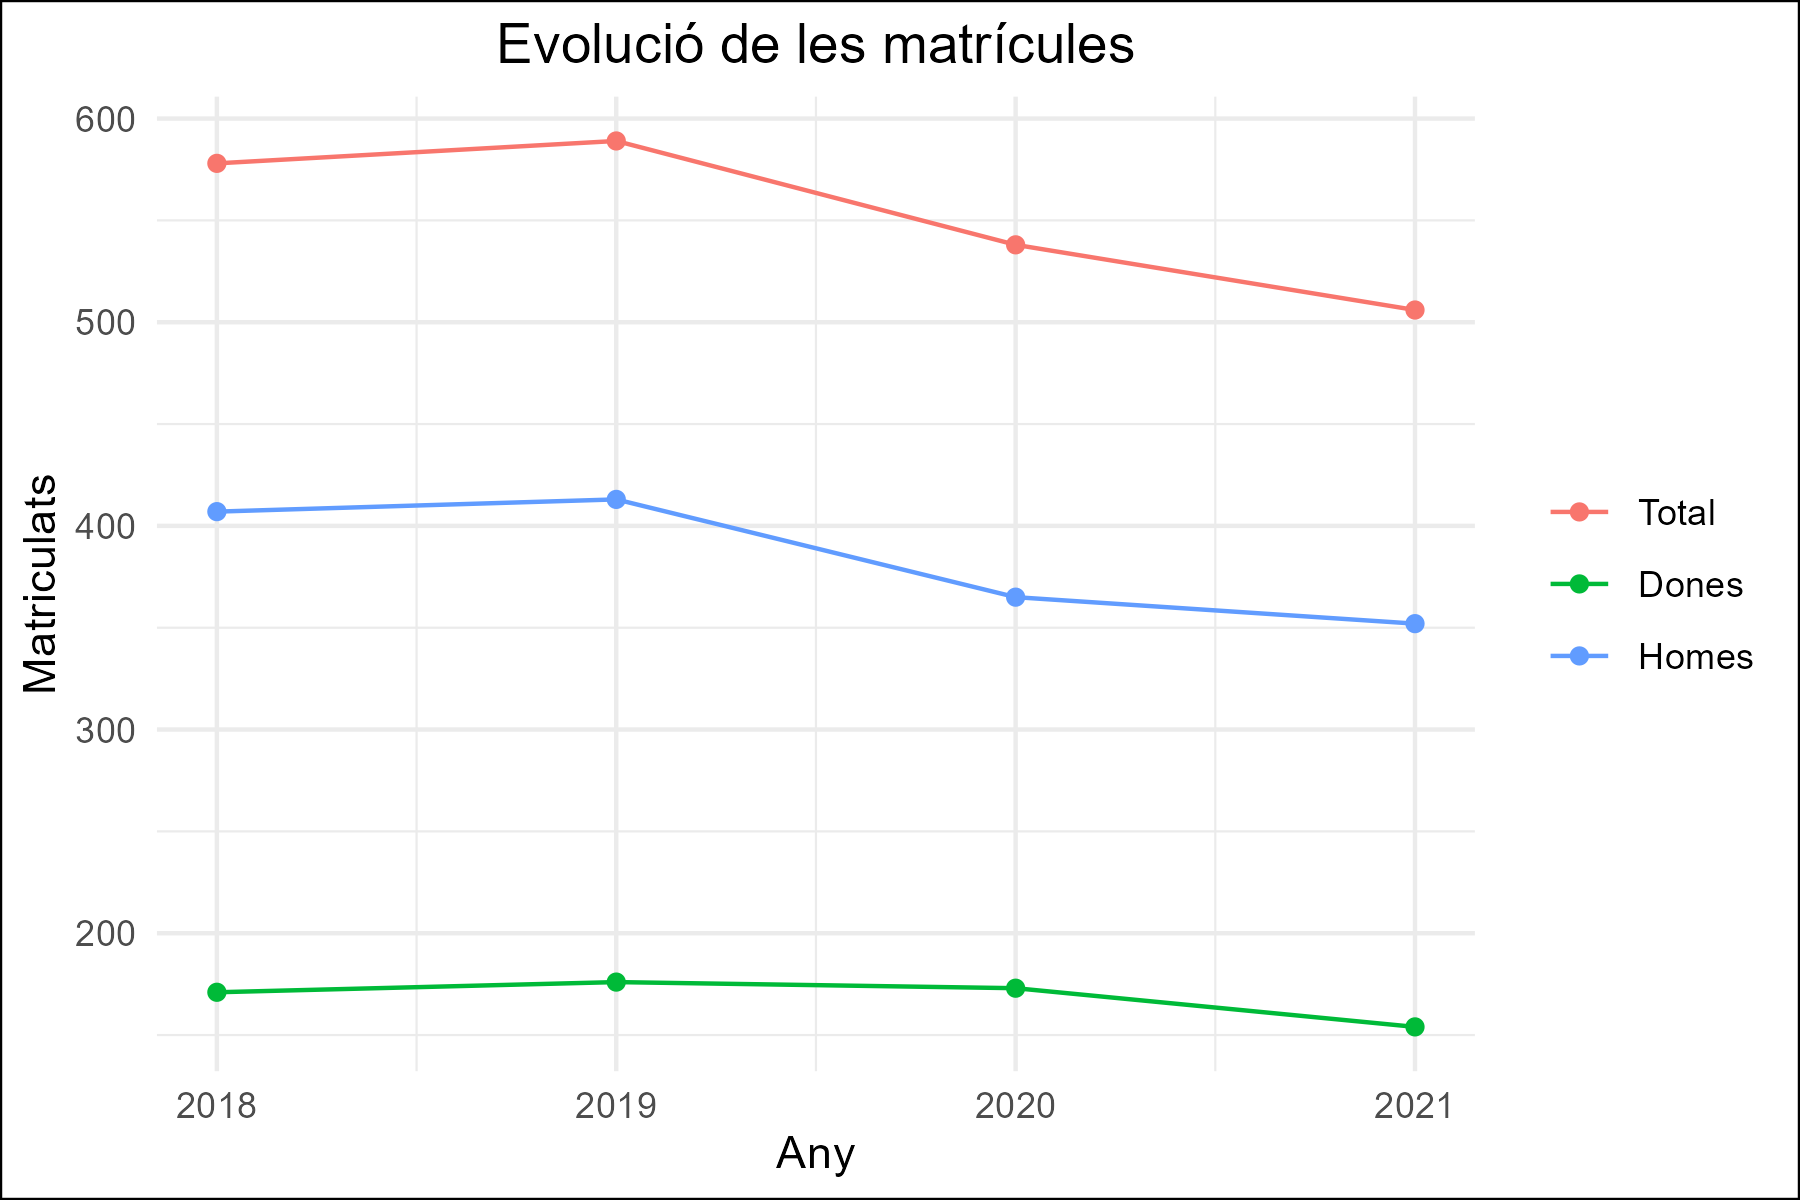 Evolució de les matrícules
600
500
400
300
200
Matriculats
2018
2019
2020
2021
Any
Total
Dones
Homes